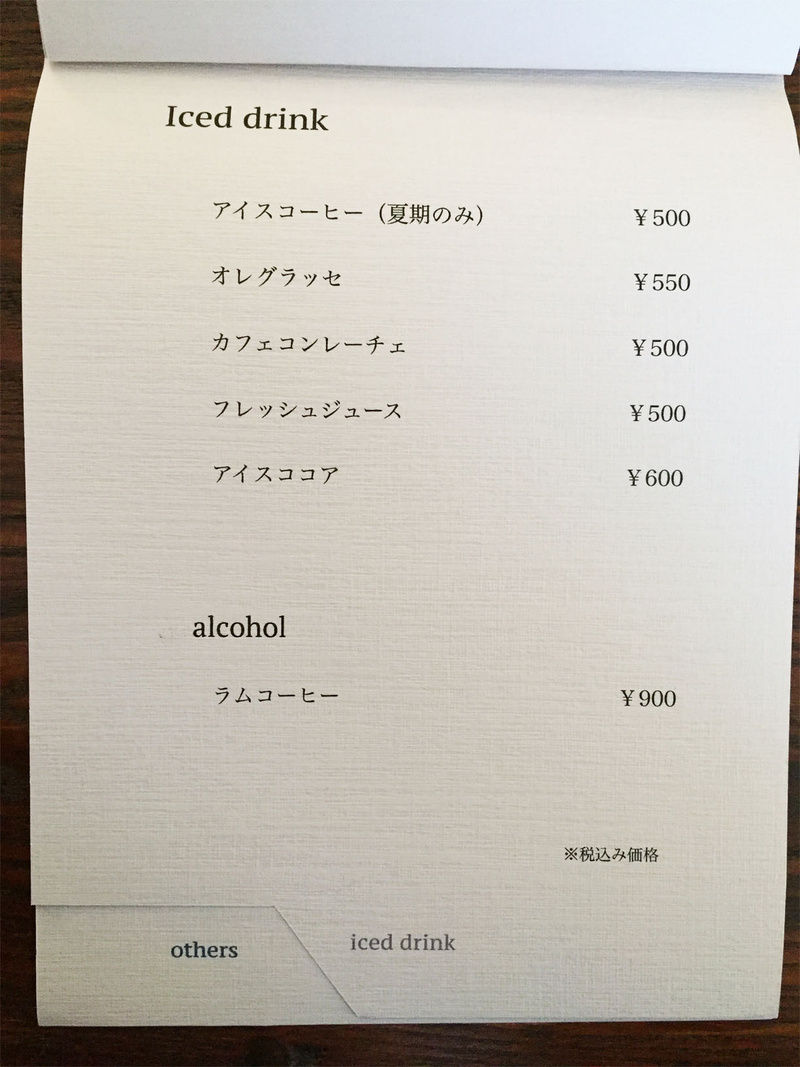 Iced drink
アイスコーヒー（夏期のみ） ￥500
オレグラッセ ￥550
カフェコンレーチェ ￥500
フレッシュジュース ￥500
アイスココア ￥600
alcohol
ラムコーヒー ￥900
※税込み価格
others
iced drink